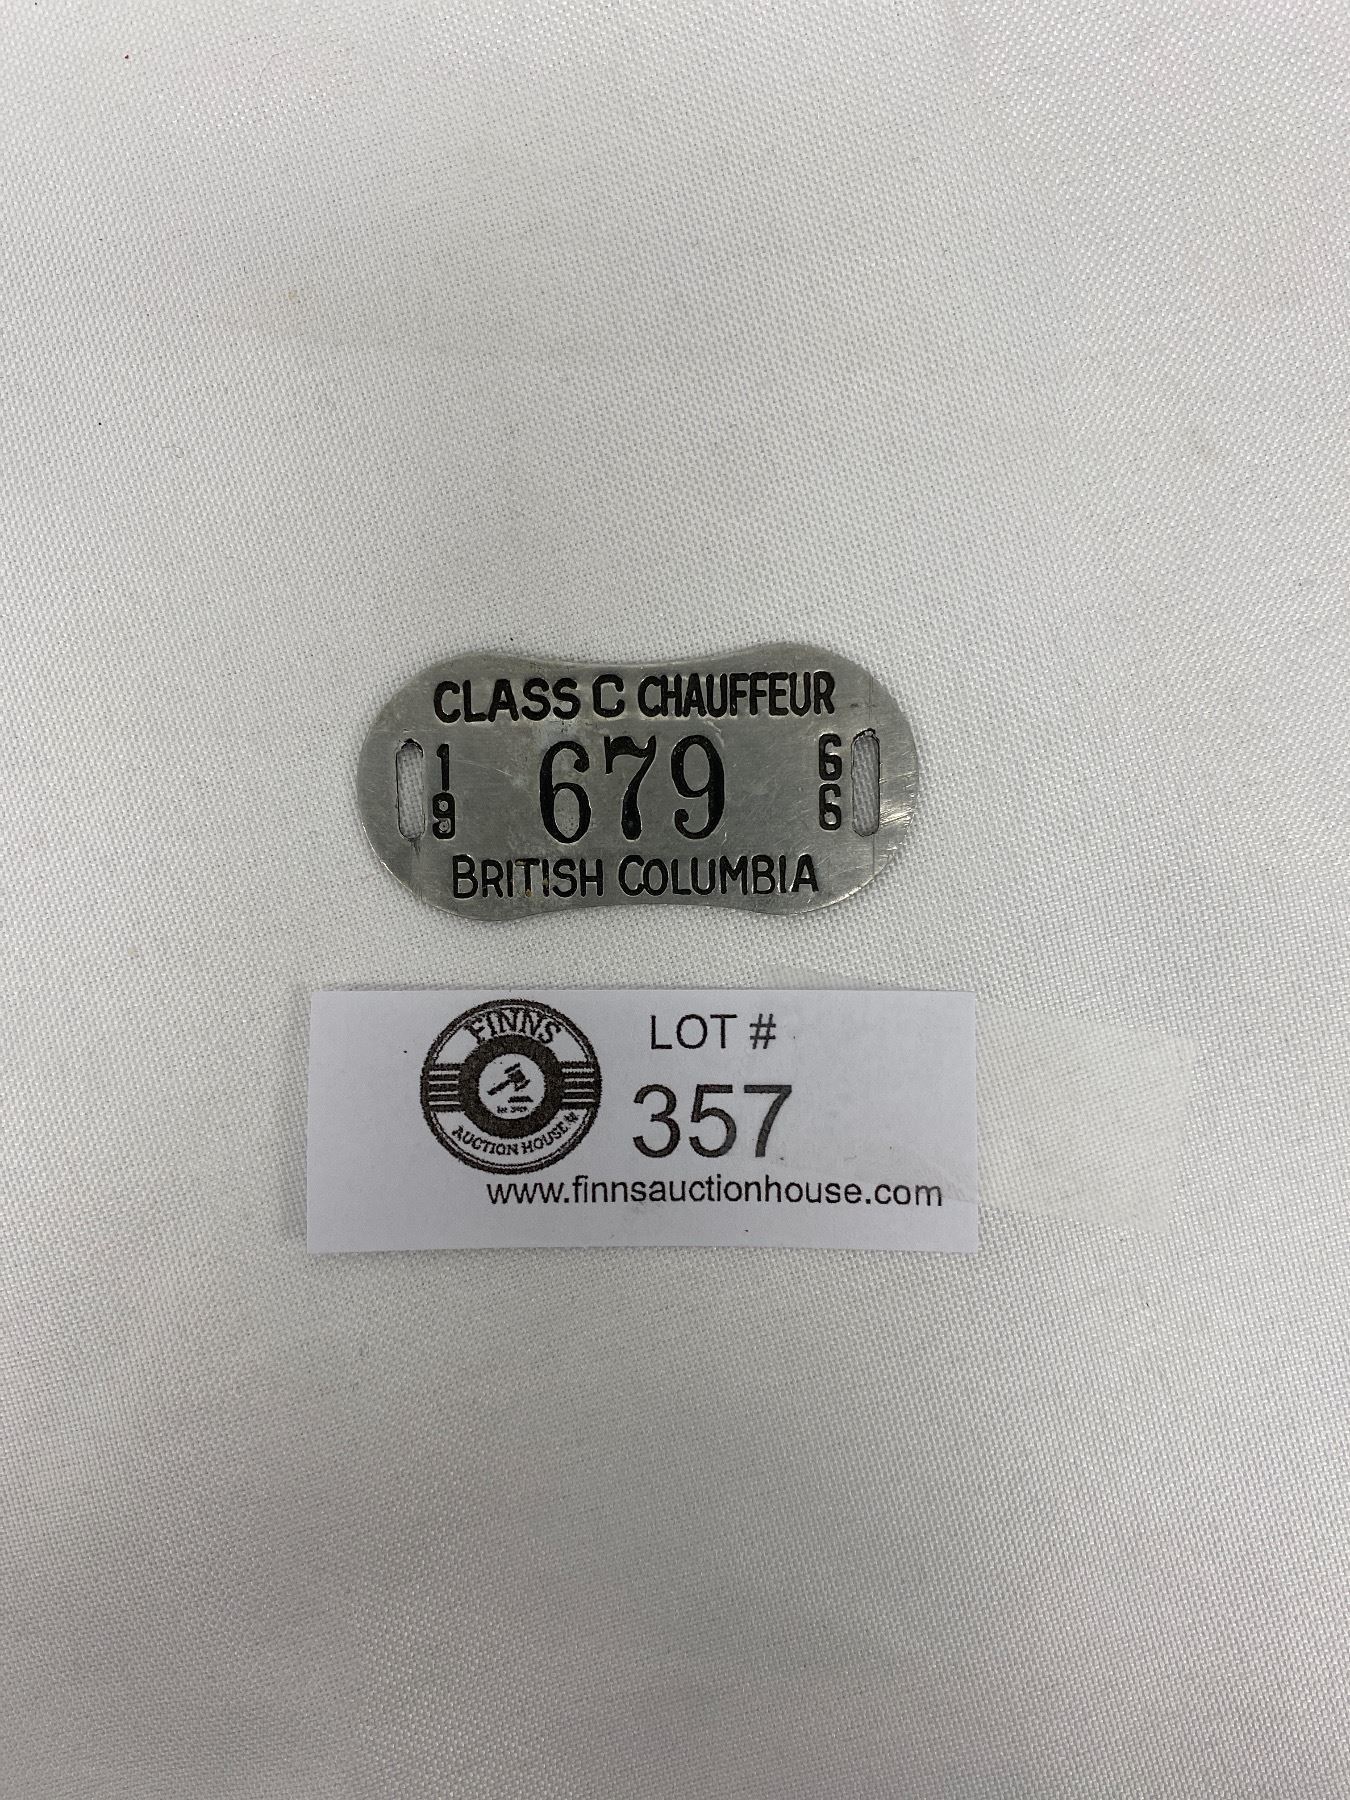 CLASS C CHAUFFEUR
19 679 66
BRITISH COLUMBIA
FINNS
AUCTION HOUSE
LOT #
357
www.finnsauctionhouse.com